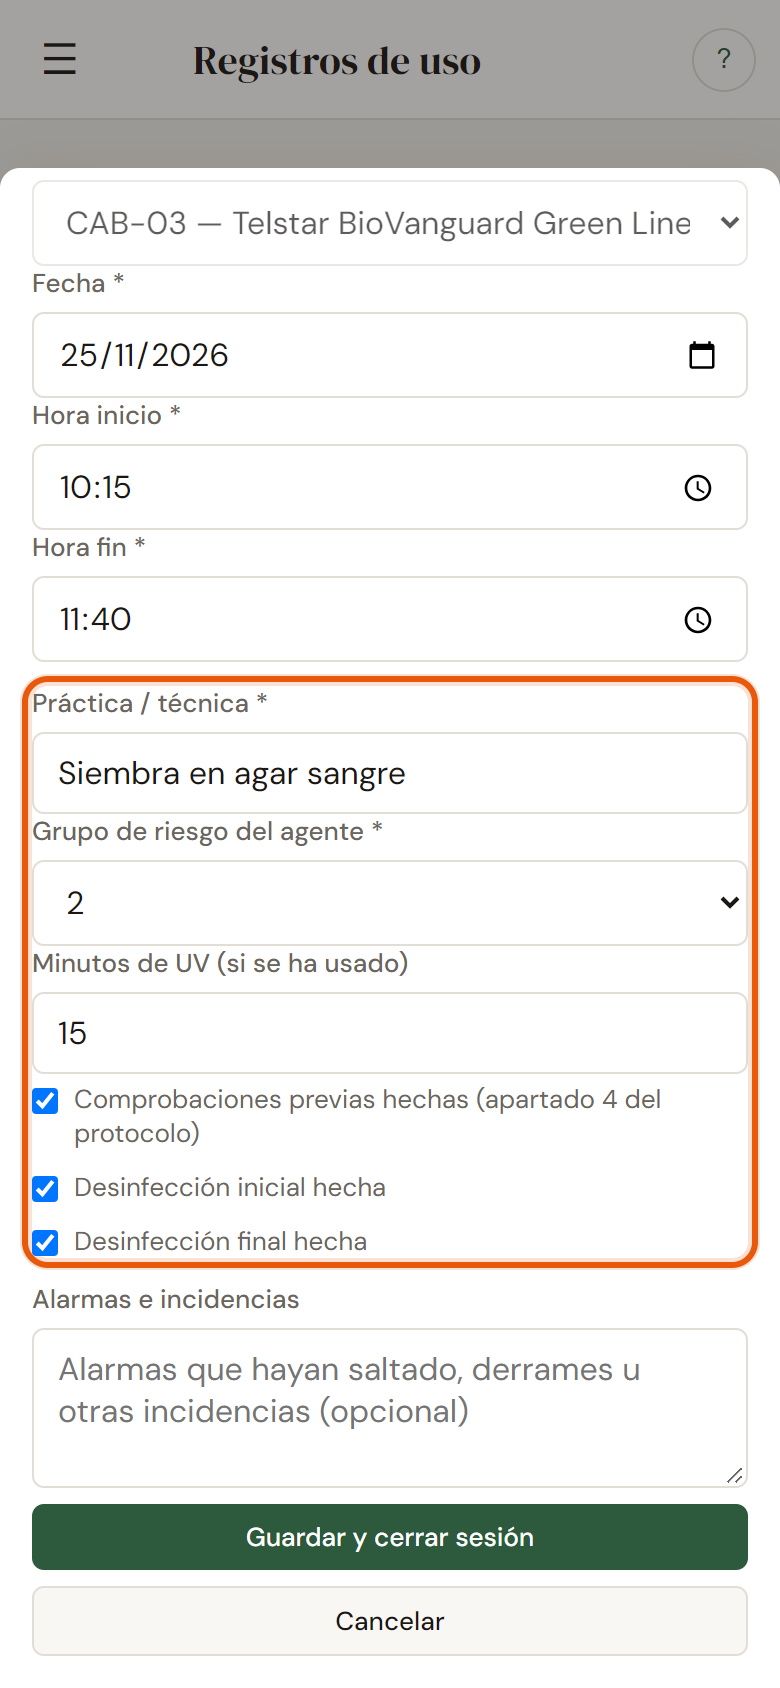 ☰ Registros de uso ?
CAB-03 — Telstar BioVanguard Green Line
Fecha *
25/11/2026
Hora inicio *
10:15
Hora fin *
11:40
Práctica / técnica *
Siembra en agar sangre
Grupo de riesgo del agente *
2
Minutos de UV (si se ha usado)
15
Comprobaciones previas hechas (apartado 4 del
protocolo)
Desinfección inicial hecha
Desinfección final hecha
Alarmas e incidencias
Alarmas que hayan saltado, derrames u
otras incidencias (opcional)
Guardar y cerrar sesión
Cancelar